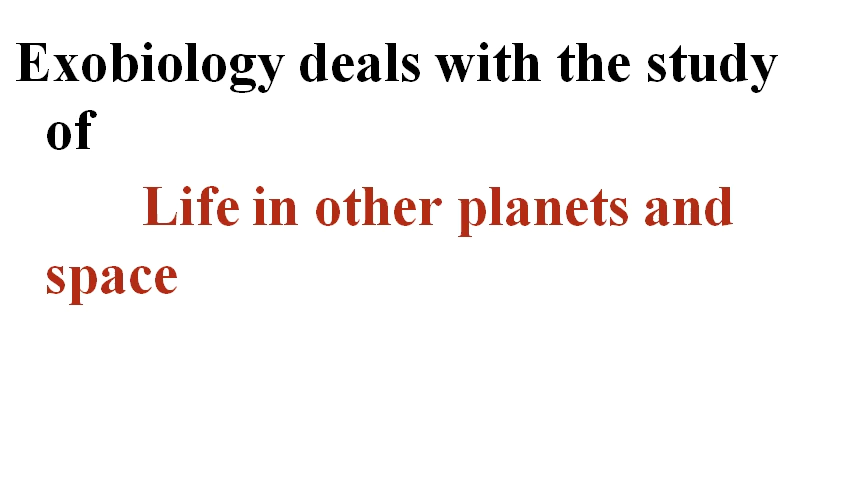 Exobiology deals with the study
of
Life in other planets and
space